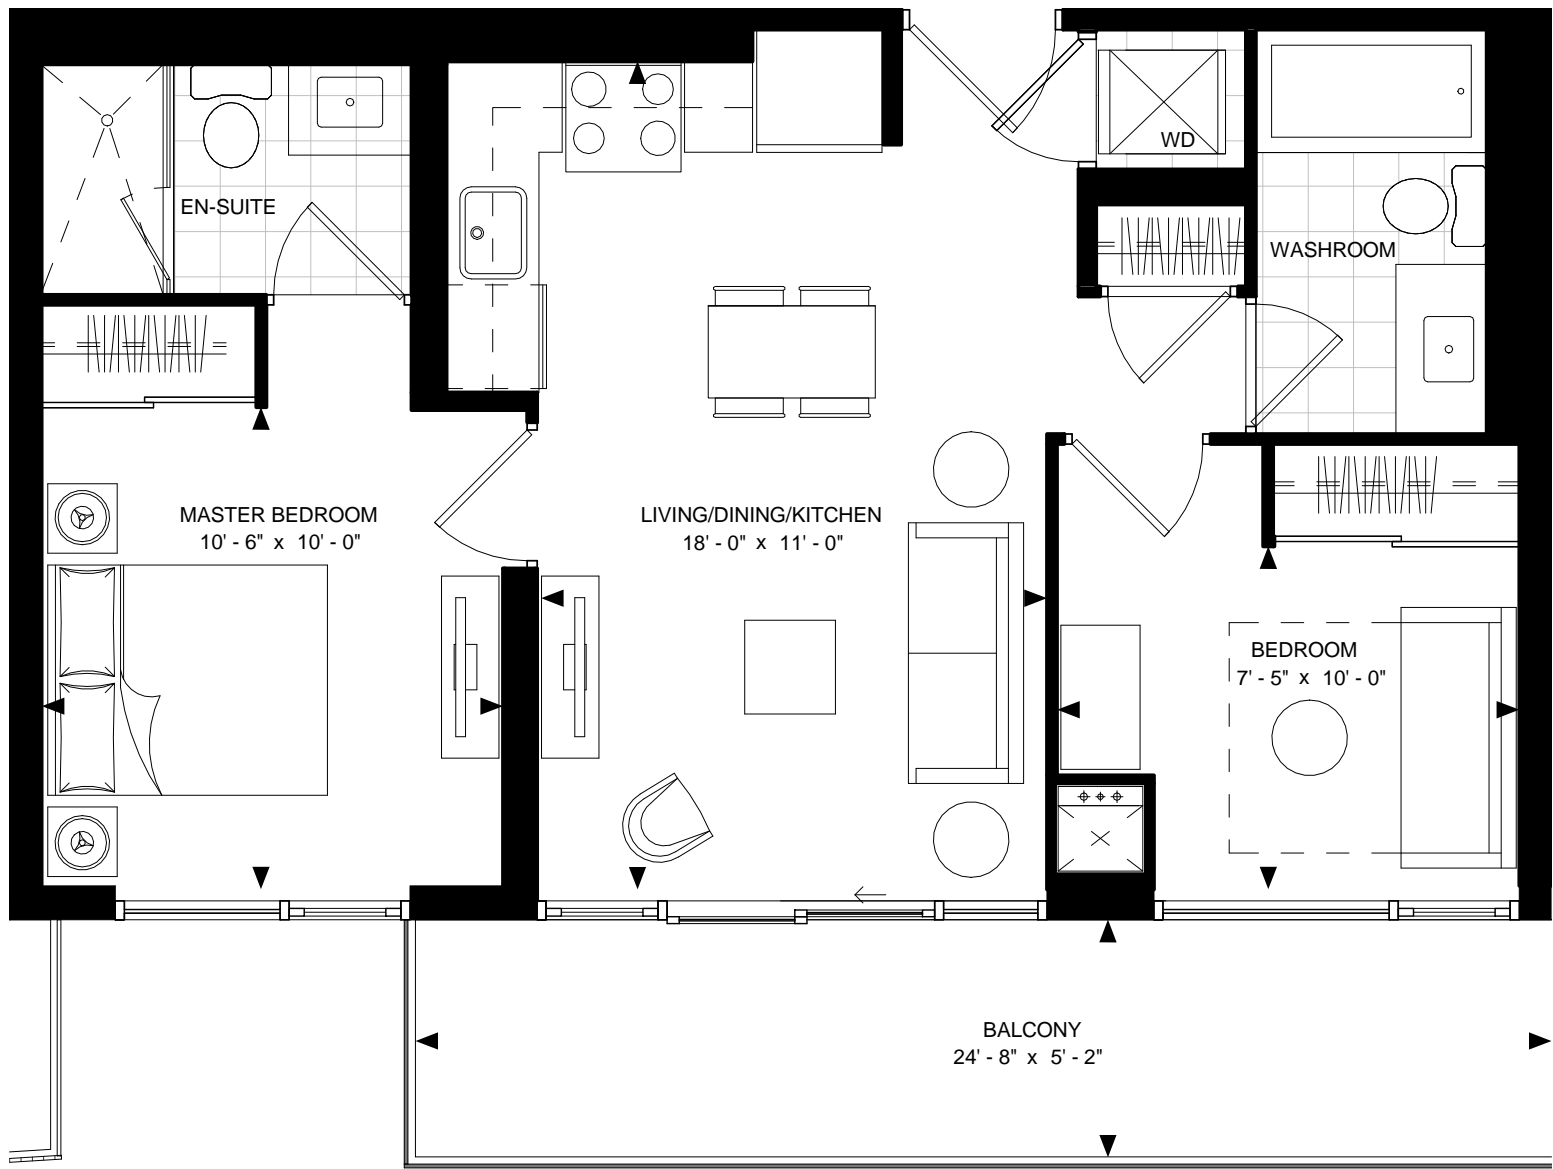 WD
EN-SUITE
WASHROOM
MASTER BEDROOM
10' - 6" x 10' - 0"
LIVING/DINING/KITCHEN
18' - 0" x 11' - 0"
BEDROOM
7' - 5" x 10' - 0"
BALCONY
24' - 8" x 5' - 2"